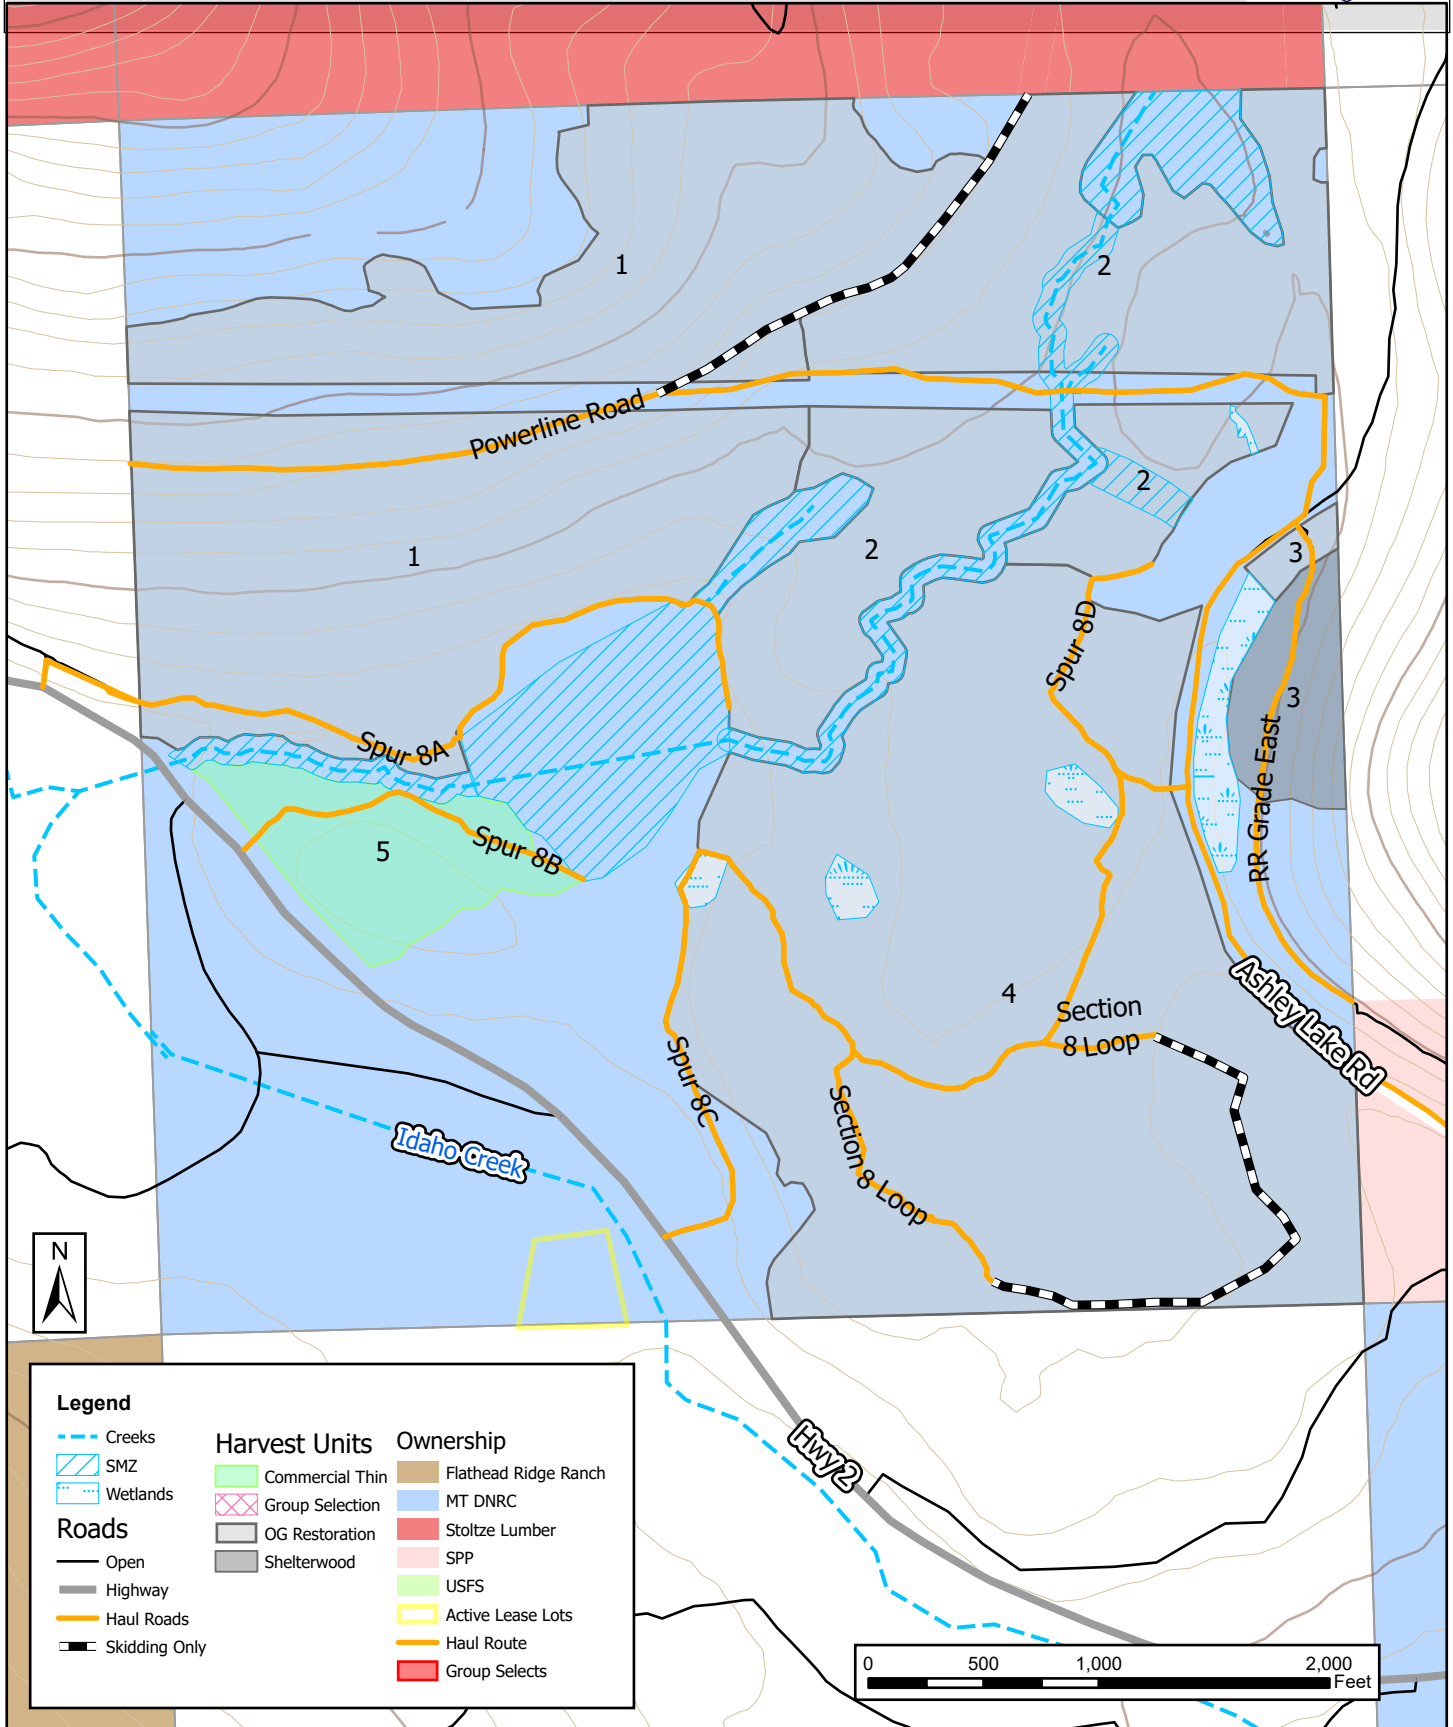 1
2
Powerline Road
2
1
2
3
Spur 8D
3
Spur 8A
RR Grade East
Spur 8B
5
4
Ashley Lake Rd
Section
8 Loop
Spur 8C
Section 8 Loop
Idaho Creek
N
Hwy 2
Legend
Creeks
SMZ
Wetlands
Roads
Open
Highway
Haul Roads
Skidding Only
Harvest Units
Commercial Thin
Group Selection
OG Restoration
Shelterwood
Ownership
Flathead Ridge Ranch
MT DNRC
Stoltze Lumber
SPP
USFS
Active Lease Lots
Haul Route
Group Selects
0 500 1,000 2,000
Feet